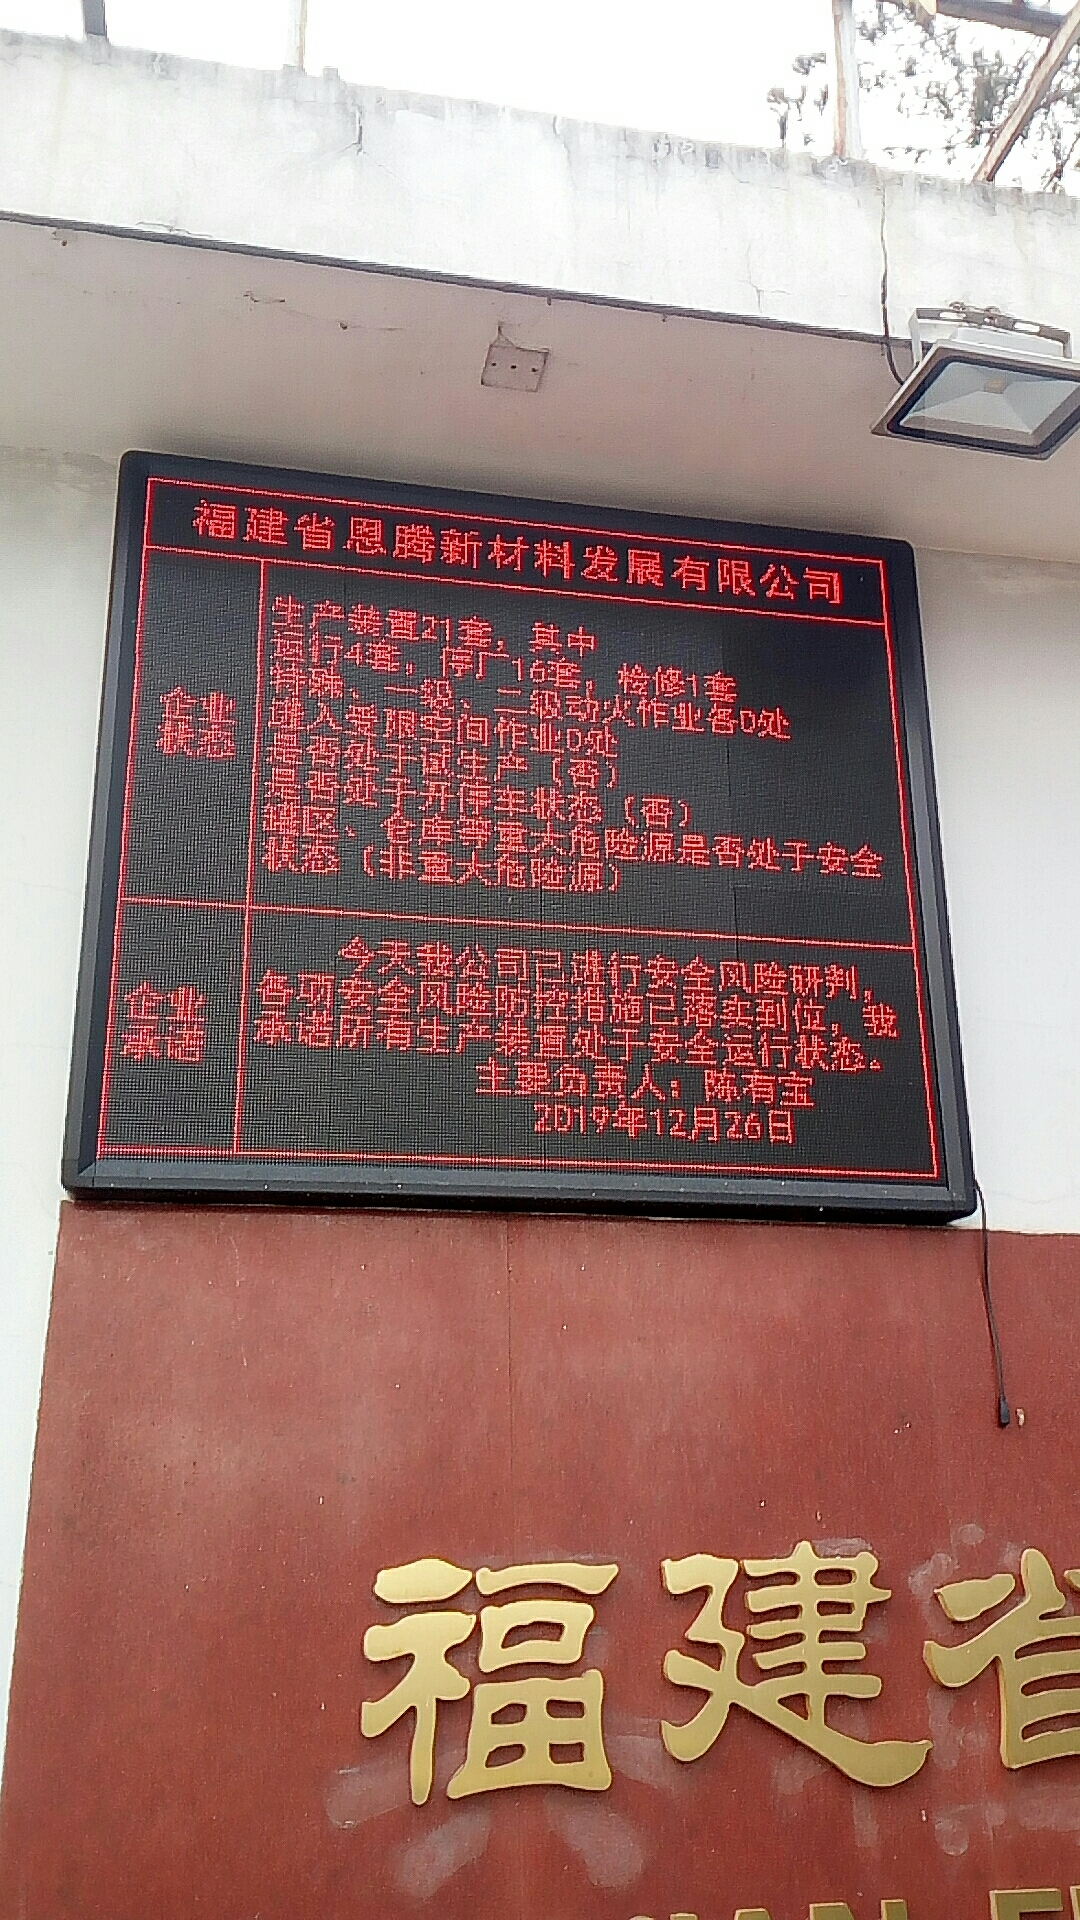 福建省恩腾新材料发展有限公司
企业
状态
生产装置21套，其中
运行4套，停厂16套，检修1套
特殊、一级、二级动火作业各0处
进入受限空间作业0处
是否处于试生产（否）
是否处于开停车状态（否）
罐区、仓库等重大危险源是否处于安全
状态（非重大危险源）
企业
承诺
今天我公司已进行安全风险研判，
各项安全风险防控措施已落实到位，我
承诺所有生产装置处于安全运行状态。
主要负责人：陈有宝
2019年12月26日
福建省